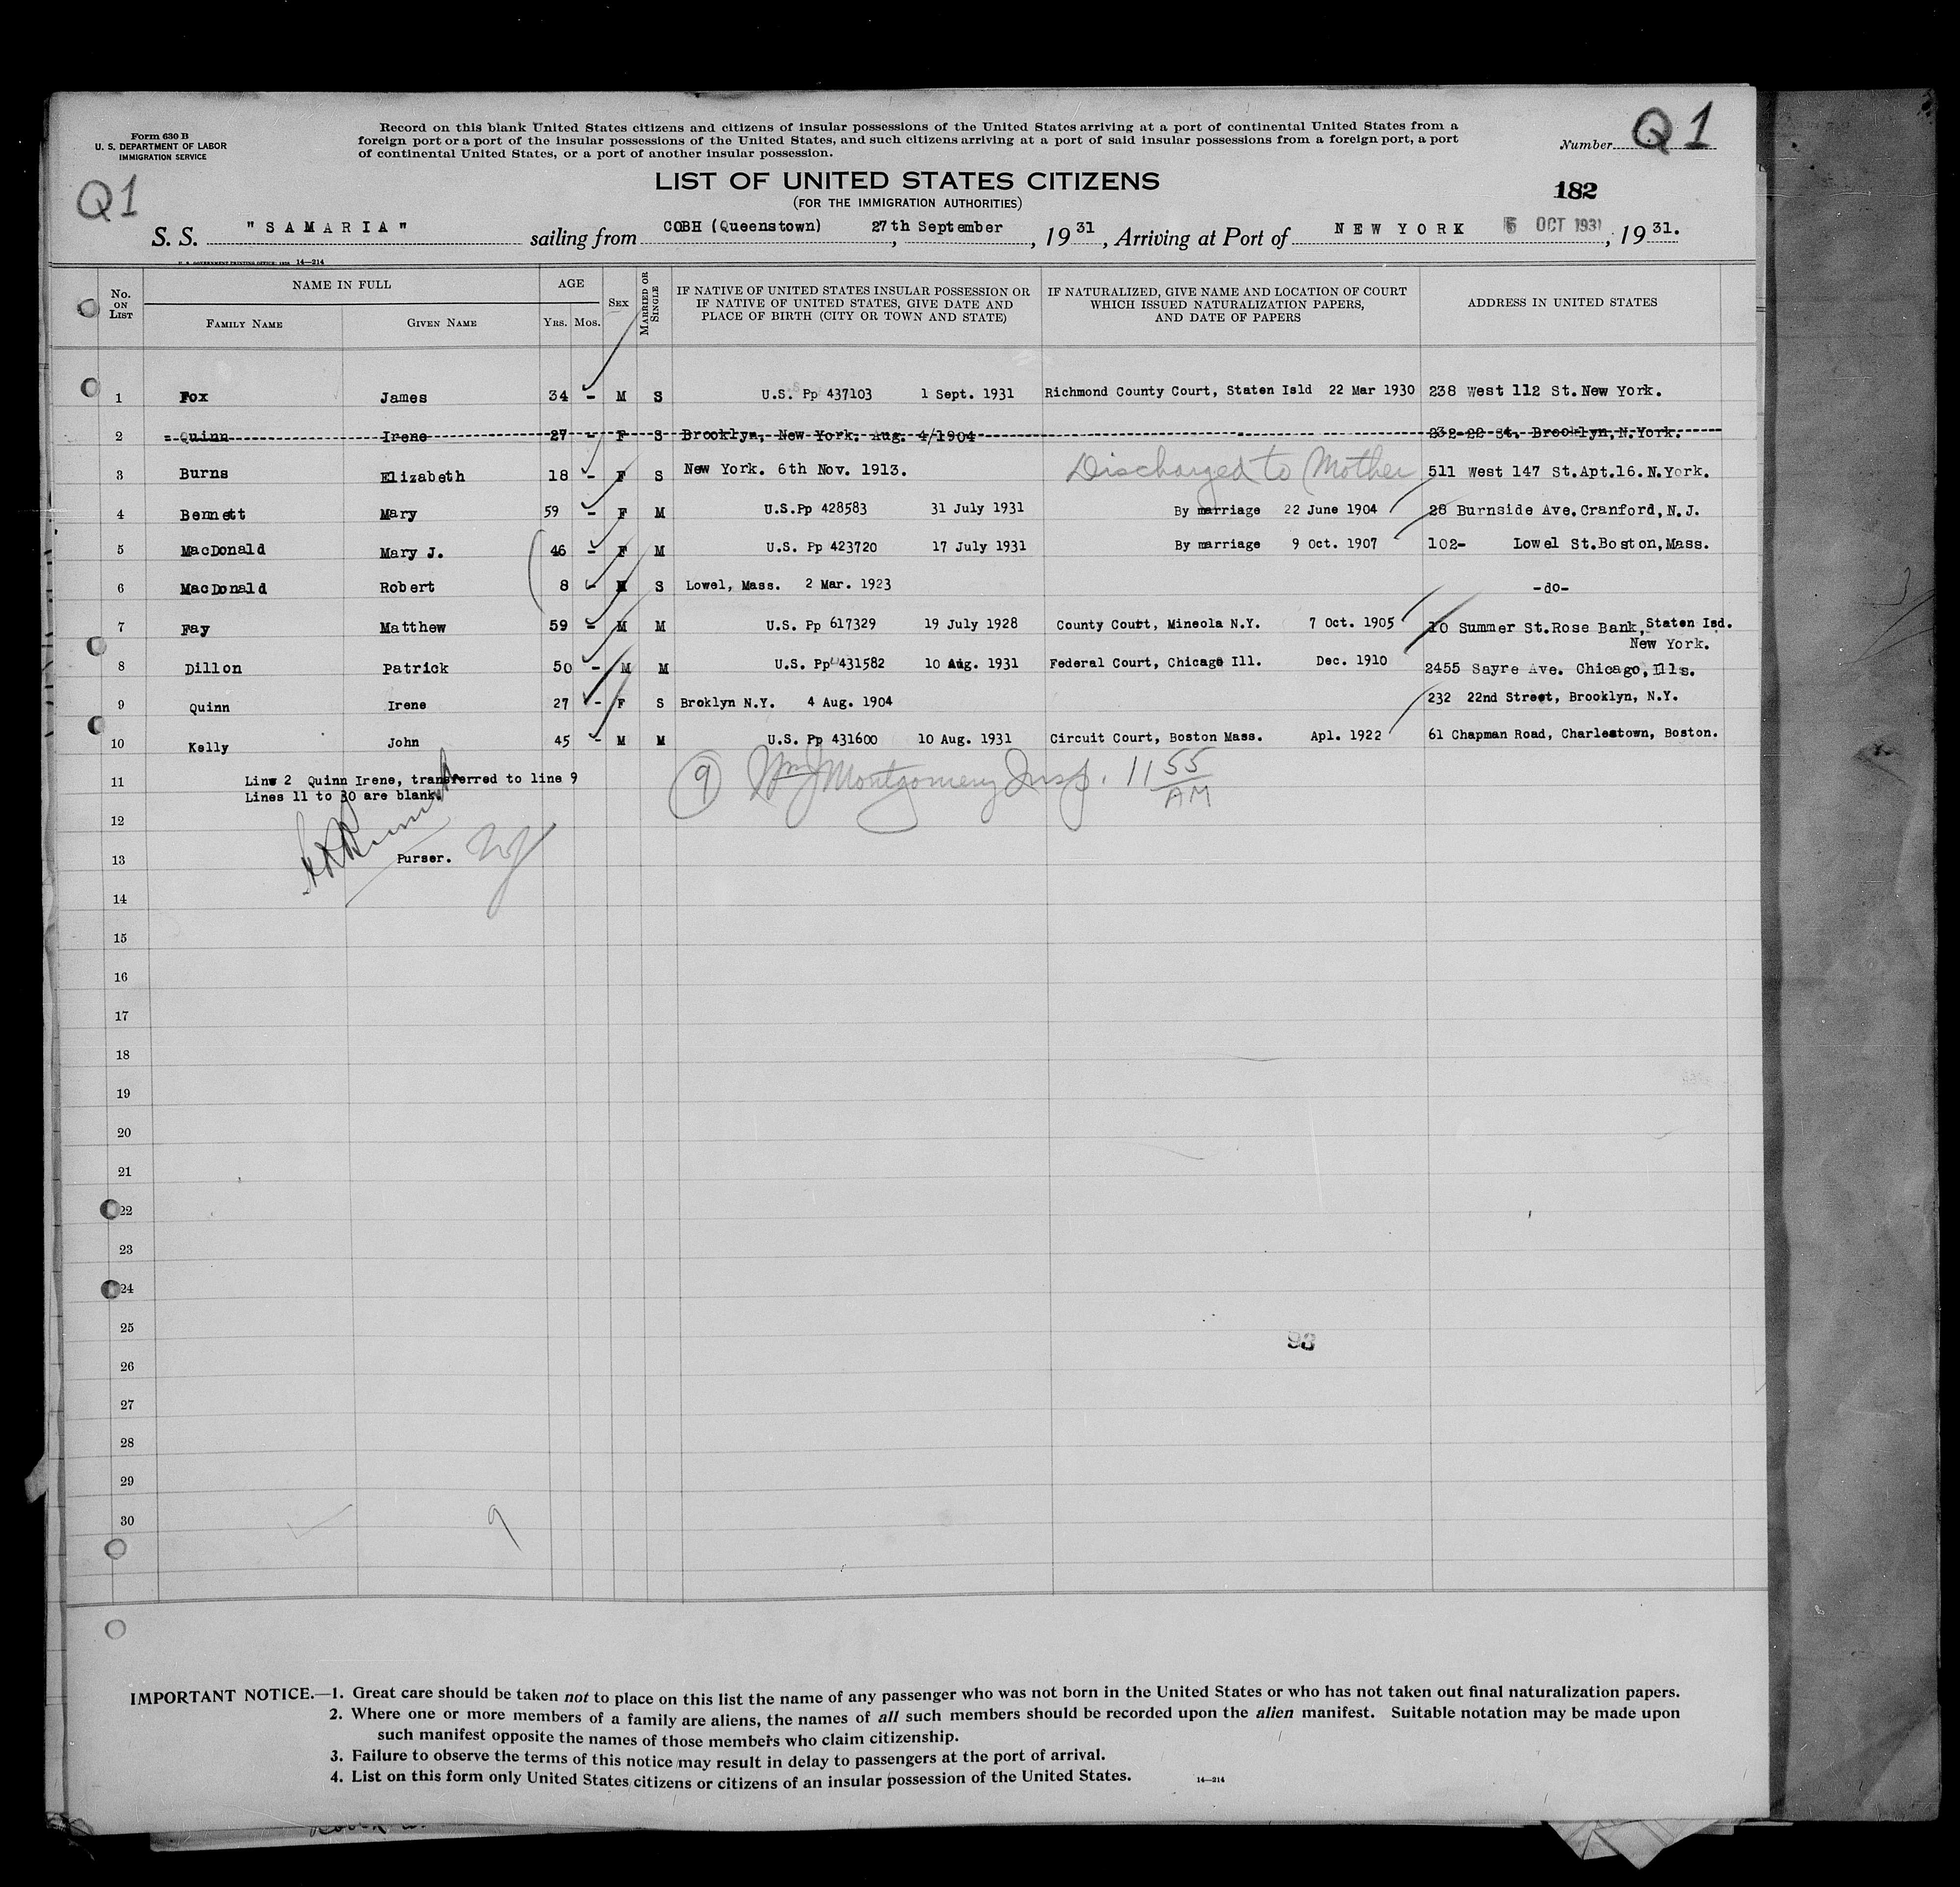 Form 630 B
U. S. DEPARTMENT OF LABOR
IMMIGRATION SERVICE
Record on this blank United States citizens and citizens of insular possessions of the United States arriving at a port of continental United States from a
foreign port or a port of the insular possessions of the United States, and such citizens arriving at a port of said insular possessions from a foreign port, a port
of continental United States, or a port of another insular possession.
Number Q1
Q1
LIST OF UNITED STATES CITIZENS
(FOR THE IMMIGRATION AUTHORITIES)
182
S. S. "SAMARIA" sailing from COBH (Queenstown) 27th September, 1931, Arriving at Port of NEW YORK 5 OCT 1931, 1931.
U. S. GOVERNMENT PRINTING OFFICE: 14—214
No. ON LIST
NAME IN FULL
FAMILY NAME
GIVEN NAME
AGE
YRS. MOS.
SEX
MARRIED OR SINGLE
IF NATIVE OF UNITED STATES INSULAR POSSESSION OR
IF NATIVE OF UNITED STATES, GIVE DATE AND
PLACE OF BIRTH (CITY OR TOWN AND STATE)
IF NATURALIZED, GIVE NAME AND LOCATION OF COURT
WHICH ISSUED NATURALIZATION PAPERS,
AND DATE OF PAPERS
ADDRESS IN UNITED STATES
1 Fox James 34 - M S U.S. Pp 437103 1 Sept. 1931 Richmond County Court, Staten Isld 22 Mar 1930 238 West 112 St. New York.
2 Quinn Irene 27 - F S Brooklyn, New York. Aug. 4/1904 232-22 St. Brooklyn, N.York.
3 Burns Elizabeth 18 - F S New York. 6th Nov. 1913. Discharged to Mother 511 West 147 St.Apt.16. N.York.
4 Bennett Mary 59 - F M U.S.Pp 428583 31 July 1931 By marriage 22 June 1904 28 Burnside Ave. Cranford, N.J.
5 MacDonald Mary J. 46 - F M U.S. Pp 423720 17 July 1931 By marriage 9 Oct. 1907 102- Lowel St. Boston, Mass.
6 MacDonald Robert 8 - M S Lowel, Mass. 2 Mar. 1923 -do-
7 Fay Matthew 59 - M M U.S. Pp 617329 19 July 1928 County Court, Mineola N.Y. 7 Oct. 1905 10 Summer St. Rose Bank, Staten Isd.
New York.
8 Dillon Patrick 50 - M M U.S. Pp 431582 10 Aug. 1931 Federal Court, Chicago Ill. Dec. 1910 2455 Sayre Ave. Chicago, Ills.
9 Quinn Irene 27 - F S Broklyn N.Y. 4 Aug. 1904 232 22nd Street, Brooklyn, N.Y.
10 Kelly John 45 - M M U.S. Pp 431600 10 Aug. 1931 Circuit Court, Boston Mass. Apl. 1922 61 Chapman Road, Charlestown, Boston.
11 Line 2 Quinn Irene, transferred to line 9
Lines 11 to 30 are blank.
9 Wm J Montgomery Insp. 11 55 AM
12
13 Purser.
14
15
16
17
18
19
20
21
22
23
24
25
93
26
27
28
29
30
9
IMPORTANT NOTICE.—1. Great care should be taken not to place on this list the name of any passenger who was not born in the United States or who has not taken out final naturalization papers.
2. Where one or more members of a family are aliens, the names of all such members should be recorded upon the alien manifest. Suitable notation may be made upon
such manifest opposite the names of those members who claim citizenship.
3. Failure to observe the terms of this notice may result in delay to passengers at the port of arrival.
4. List on this form only United States citizens or citizens of an insular possession of the United States.
14—214